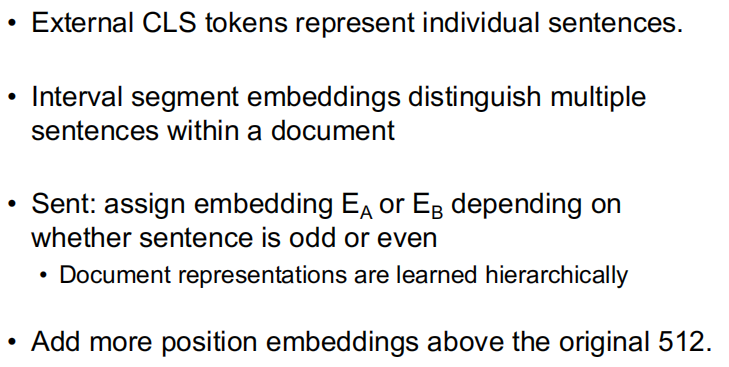 • External CLS tokens represent individual sentences.
• Interval segment embeddings distinguish multiple
sentences within a document
• Sent: assign embedding E_A or E_B depending on
whether sentence is odd or even
• Document representations are learned hierarchically
• Add more position embeddings above the original 512.